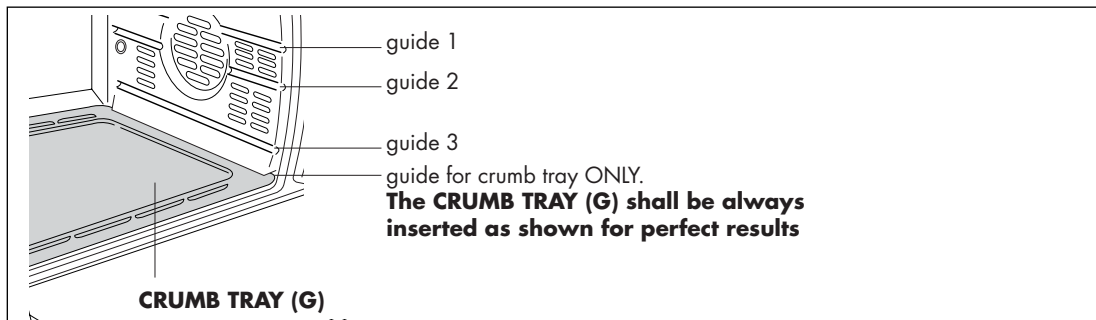 guide 1
guide 2
guide 3
guide for crumb tray ONLY.
The CRUMB TRAY (G) shall be always
inserted as shown for perfect results
CRUMB TRAY (G)